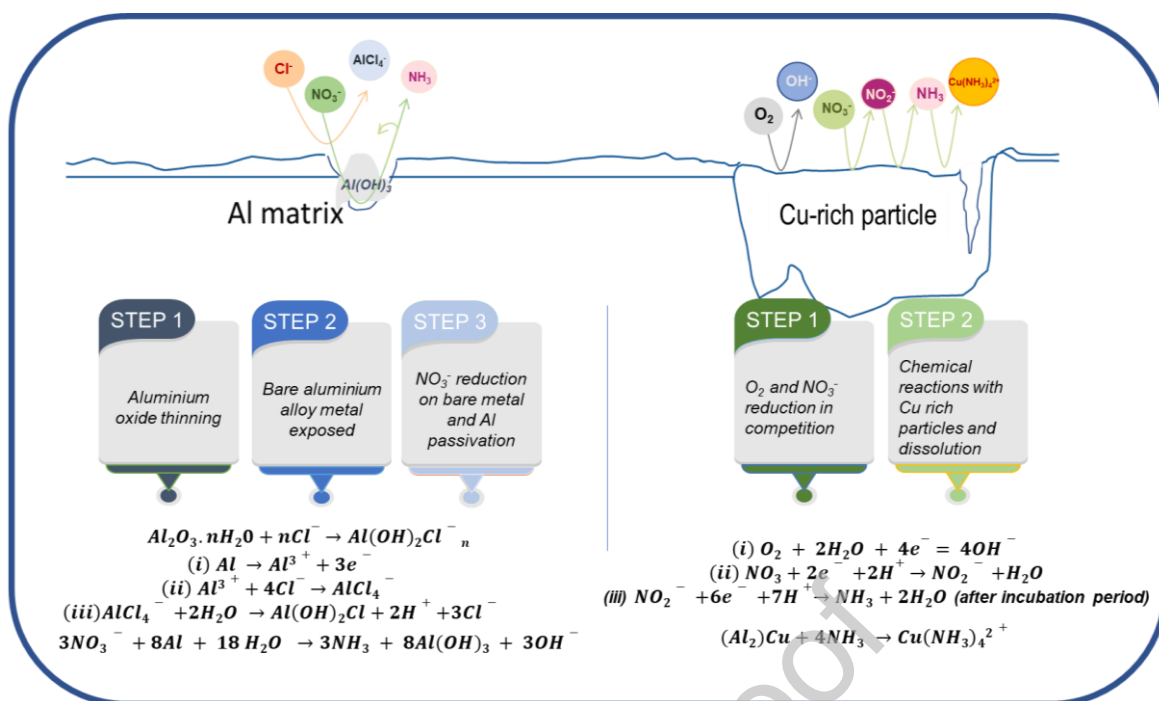 Cl⁻
NO₃⁻
AlCl₄⁻
NH₃
O₂
OH⁻
NO₃⁻
NO₂⁻
NH₃
Cu(NH₃)₄²⁺
Al(OH)₃
Al matrix
Cu-rich particle
STEP 1
Aluminium
oxide thinning
STEP 2
Bare aluminium
alloy metal
exposed
STEP 3
NO₃⁻ reduction
on bare metal
and Al
passivation
STEP 1
O₂ and NO₃⁻
reduction in
competition
STEP 2
Chemical
reactions with
Cu rich
particles and
dissolution
Al₂O₃.nH₂0 + nCl⁻ → Al(OH)₂Cl⁻ₙ
(i) Al → Al³⁺ + 3e⁻
(ii) Al³⁺ + 4Cl⁻ → AlCl₄⁻
(iii)AlCl₄⁻ +2H₂O → Al(OH)₂Cl + 2H⁺ +3Cl⁻
3NO₃⁻ + 8Al + 18 H₂O → 3NH₃ + 8Al(OH)₃ + 3OH⁻
(i) O₂ + 2H₂O + 4e⁻ = 4OH⁻
(ii) NO₃ + 2e⁻ +2H⁺ → NO₂⁻ +H₂O
(iii) NO₂⁻ +6e⁻ +7H⁺ → NH₃ + 2H₂O (after incubation period)
(Al₂)Cu + 4NH₃ → Cu(NH₃)₄²⁺